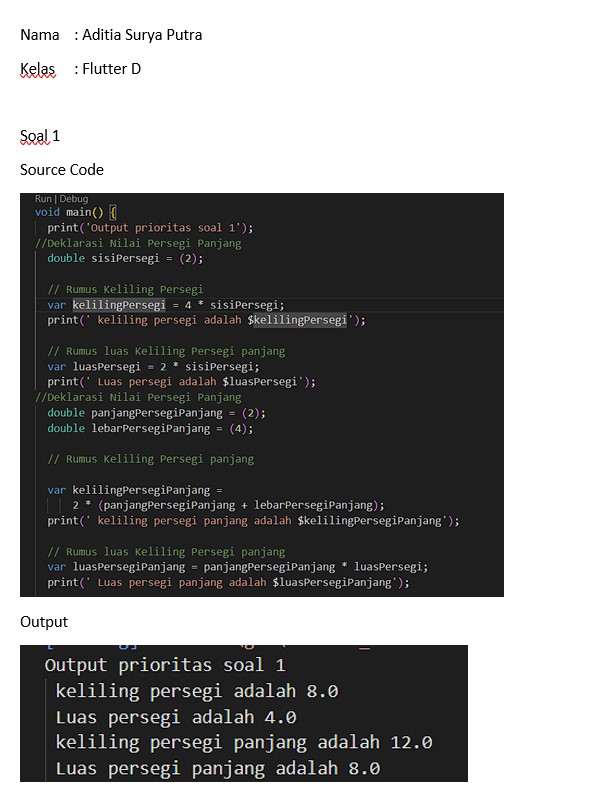 Nama : Aditia Surya Putra
Kelas : Flutter D
Soal 1
Source Code
Run | Debug
void main() {
print('Output prioritas soal 1');
//Deklarasi Nilai Persegi Panjang
double sisiPersegi = (2);
// Rumus Keliling Persegi
var kelilingPersegi = 4 * sisiPersegi;
print(' keliling persegi adalah $kelilingPersegi');
// Rumus luas Keliling Persegi panjang
var luasPersegi = 2 * sisiPersegi;
print(' Luas persegi adalah $luasPersegi');
//Deklarasi Nilai Persegi Panjang
double panjangPersegiPanjang = (2);
double lebarPersegiPanjang = (4);
// Rumus Keliling Persegi panjang
var kelilingPersegiPanjang =
2 * (panjangPersegiPanjang + lebarPersegiPanjang);
print(' keliling persegi panjang adalah $kelilingPersegiPanjang');
// Rumus luas Keliling Persegi panjang
var luasPersegiPanjang = panjangPersegiPanjang * luasPersegi;
print(' Luas persegi panjang adalah $luasPersegiPanjang');
Output
Output prioritas soal 1
keliling persegi adalah 8.0
Luas persegi adalah 4.0
keliling persegi panjang adalah 12.0
Luas persegi panjang adalah 8.0